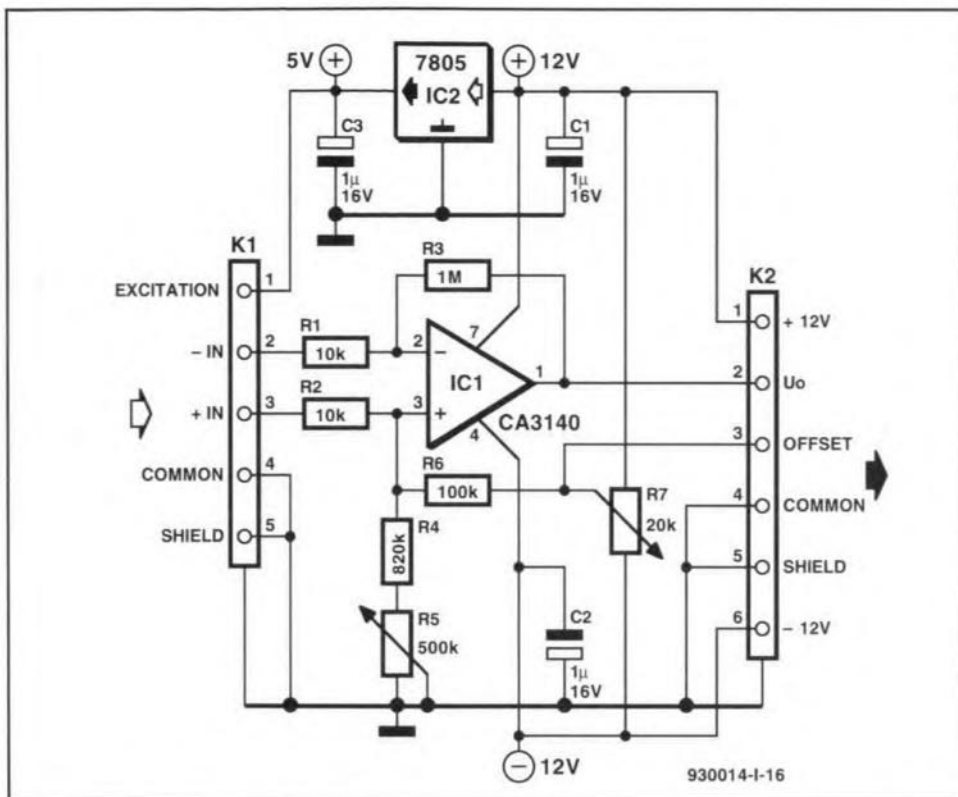 5V
+
7805
IC2
+
12V
C3
1μ
16V
C1
1μ
16V
K1
EXCITATION
1
− IN
2
+ IN
3
COMMON
4
SHIELD
5
R1
10k
R2
10k
R3
1M
2
−
3
+
7
4
1
IC1
CA3140
R6
100k
R4
820k
R5
500k
R7
20k
C2
1μ
16V
K2
1
+ 12V
2
Uo
3
OFFSET
4
COMMON
5
SHIELD
6
− 12V
−
12V
930014-I-16